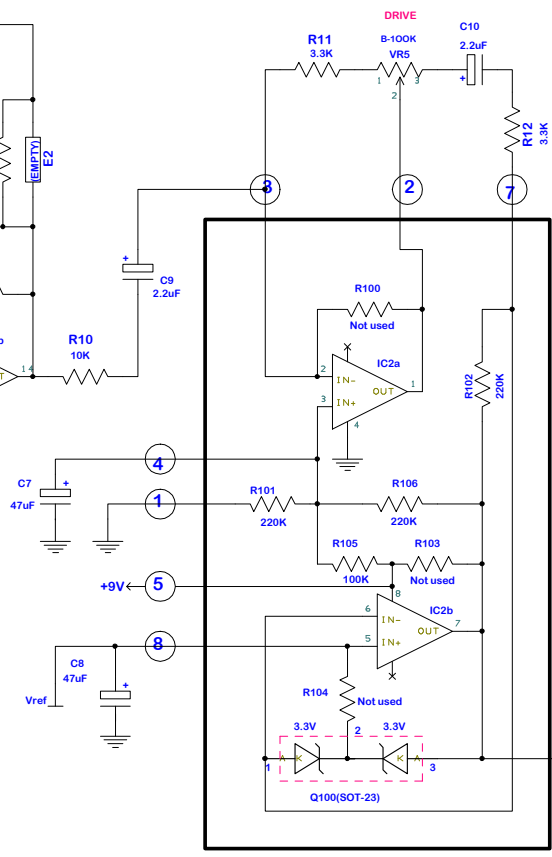 DRIVE
C10
2.2uF
R11
3.3K
B-1OOK
VR5
1
3
2
+
R12
3.3K
(EMPTY)
E2
3
2
7
+
C9
2.2uF
R100
Not used
R10
10K
14
IC2a
2
IN-
OUT
1
3
IN+
4
R102
220K
4
C7
47uF
+
1
R101
220K
R106
220K
R105
100K
R103
Not used
+9V
5
8
IC2b
6
IN-
OUT
7
5
IN+
8
C8
47uF
+
Vref
R104
Not used
3.3V
2
3.3V
1
A
K
K
A
3
Q100(SOT-23)